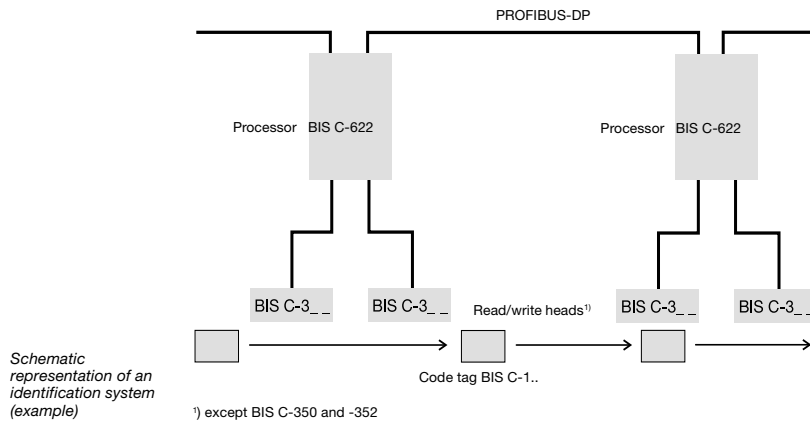 PROFIBUS-DP
Processor BIS C-622
Processor BIS C-622
BIS C-3_ _
BIS C-3_ _
Read/write heads¹⁾
BIS C-3_ _
BIS C-3_ _
Code tag BIS C-1..
Schematic
representation of an
identification system
(example)
¹⁾ except BIS C-350 and -352